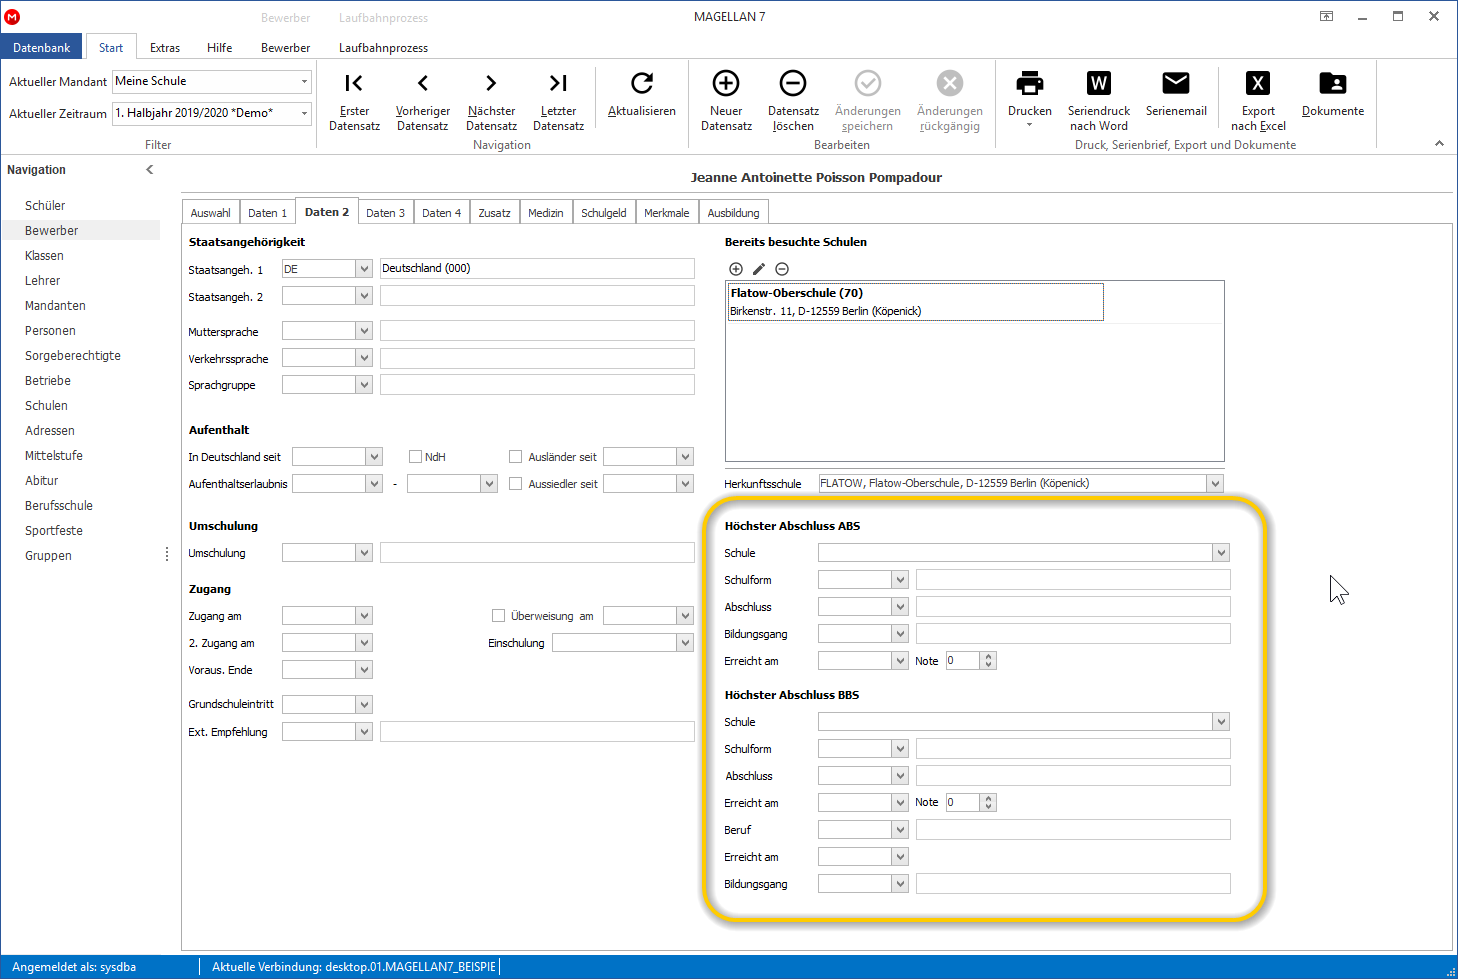 Bewerber
Laufbahnprozess
MAGELLAN 7
Datenbank
Start
Extras
Hilfe
Bewerber
Laufbahnprozess
Aktueller Mandant
Meine Schule
Aktueller Zeitraum
1. Halbjahr 2019/2020 *Demo*
Filter
Erster
Datensatz
Vorheriger
Datensatz
Nächster
Datensatz
Letzter
Datensatz
Navigation
Aktualisieren
Neuer
Datensatz
Datensatz
löschen
Änderungen
speichern
Änderungen
rückgängig
Bearbeiten
Drucken
W
Seriendruck
nach Word
Serienemail
X
Export
nach Excel
Dokumente
Druck, Serienbrief, Export und Dokumente
Navigation
Schüler
Bewerber
Klassen
Lehrer
Mandanten
Personen
Sorgeberechtigte
Betriebe
Schulen
Adressen
Mittelstufe
Abitur
Berufsschule
Sportfeste
Gruppen
Jeanne Antoinette Poisson Pompadour
Auswahl
Daten 1
Daten 2
Daten 3
Daten 4
Zusatz
Medizin
Schulgeld
Merkmale
Ausbildung
Staatsangehörigkeit
Staatsangeh. 1
DE
Deutschland (000)
Staatsangeh. 2
Muttersprache
Verkehrssprache
Sprachgruppe
Aufenthalt
In Deutschland seit
NdH
Ausländer seit
Aufenthaltserlaubnis
-
Aussiedler seit
Umschulung
Umschulung
Zugang
Zugang am
Überweisung am
2. Zugang am
Einschulung
Voraus. Ende
Grundschuleintritt
Ext. Empfehlung
Bereits besuchte Schulen
Flatow-Oberschule (70)
Birkenstr. 11, D-12559 Berlin (Köpenick)
Herkunftsschule
FLATOW, Flatow-Oberschule, D-12559 Berlin (Köpenick)
Höchster Abschluss ABS
Schule
Schulform
Abschluss
Bildungsgang
Erreicht am
Note
0
Höchster Abschluss BBS
Schule
Schulform
Abschluss
Erreicht am
Note
0
Beruf
Erreicht am
Bildungsgang
Angemeldet als: sysdba
Aktuelle Verbindung: desktop.01.MAGELLAN7_BEISPIE